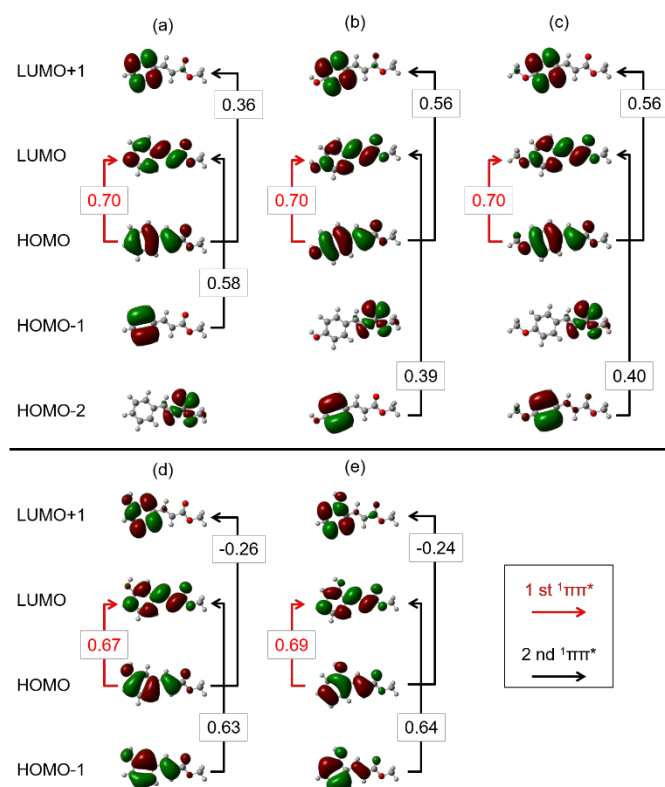 (a) (b) (c)
LUMO+1
0.36 0.56 0.56
LUMO
0.70 0.70 0.70
HOMO
0.58
HOMO-1
0.39 0.40
HOMO-2
(d) (e)
LUMO+1
-0.26 -0.24
LUMO
1 st ¹ππ*
0.67 0.69
HOMO
2 nd ¹ππ*
0.63 0.64
HOMO-1